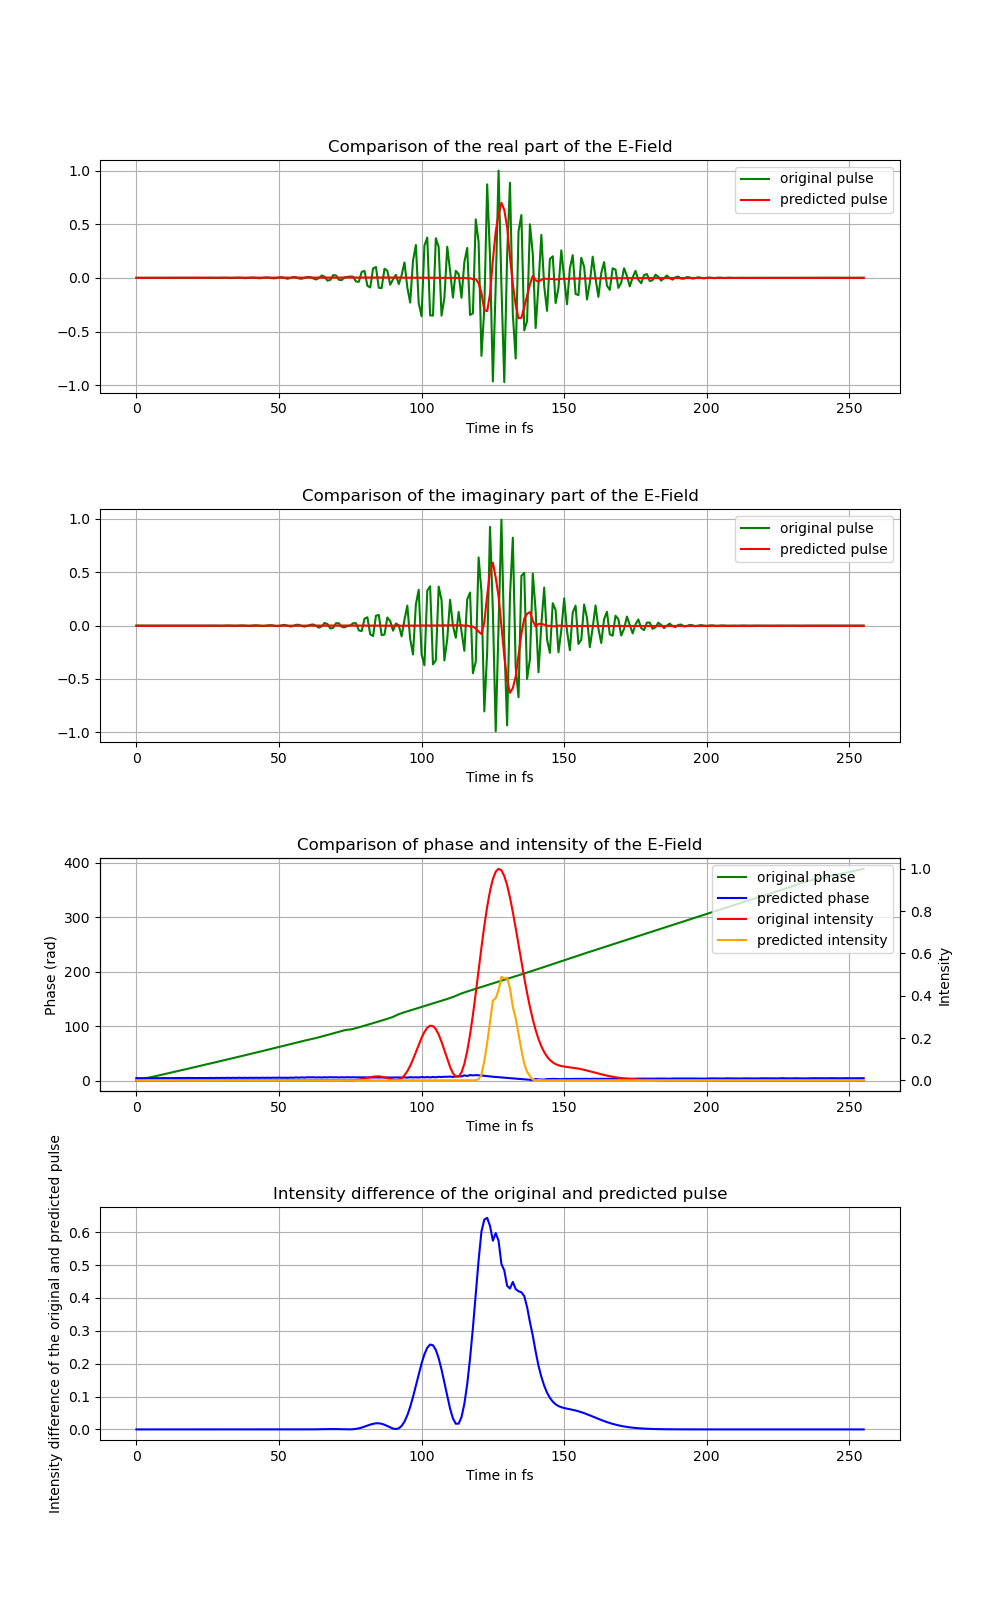 Comparison of the real part of the E-Field
1.0
0.5
0.0
−0.5
−1.0
original pulse
predicted pulse
0 50 100 150 200 250
Time in fs
Comparison of the imaginary part of the E-Field
1.0
0.5
0.0
−0.5
−1.0
original pulse
predicted pulse
0 50 100 150 200 250
Time in fs
Comparison of phase and intensity of the E-Field
Phase (rad)
400
300
200
100
0
original phase
predicted phase
original intensity
predicted intensity
1.0
0.8
0.6
0.4
0.2
0.0
Intensity
0 50 100 150 200 250
Time in fs
Intensity difference of the original and predicted pulse
Intensity difference of the original and predicted pulse
0.6
0.5
0.4
0.3
0.2
0.1
0.0
0 50 100 150 200 250
Time in fs